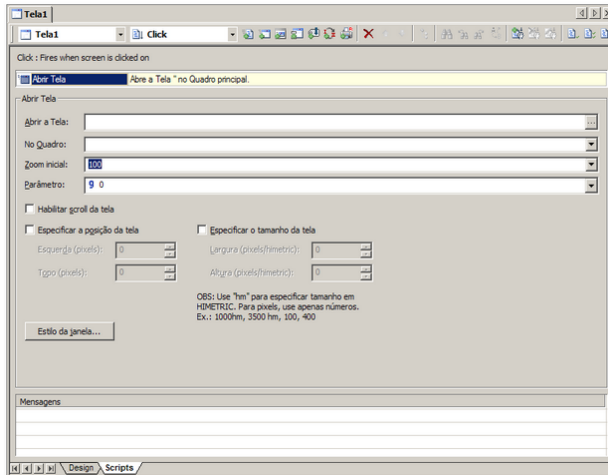 Tela1
Tela1 Click
Click : Fires when screen is clicked on
Abrir Tela Abre a Tela '' no Quadro principal.
Abrir Tela
Abrir a Tela: ...
No Quadro:
Zoom inicial: 100
Parâmetro: 9 0
Habilitar scroll da tela
Especificar a posição da tela Especificar o tamanho da tela
Esquerda (pixels): 0 Largura (pixels/himetric): 0
Topo (pixels): 0 Altura (pixels/himetric): 0
OBS: Use "hm" para especificar tamanho em
HIMETRIC. Para pixels, use apenas números.
Ex.: 1000hm, 3500 hm, 100, 400
Estilo da janela...
Mensagens
Design Scripts